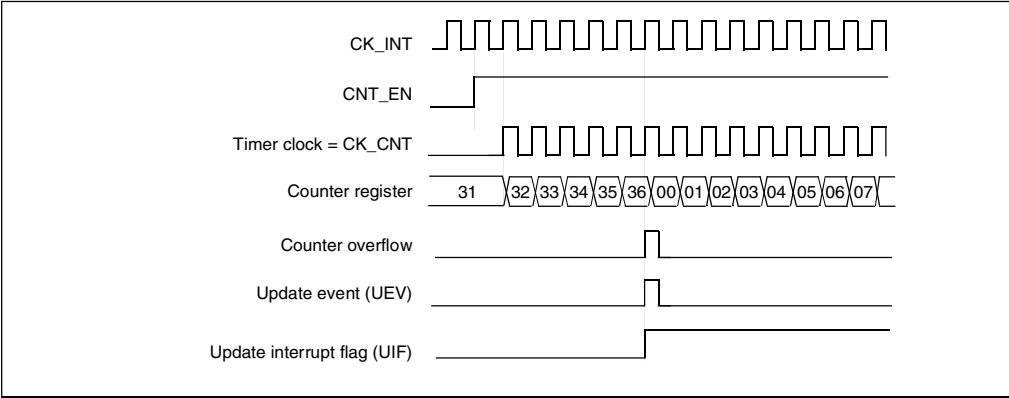 CK_INT
CNT_EN
Timer clock = CK_CNT
Counter register 31 32 33 34 35 36 00 01 02 03 04 05 06 07
Counter overflow
Update event (UEV)
Update interrupt flag (UIF)